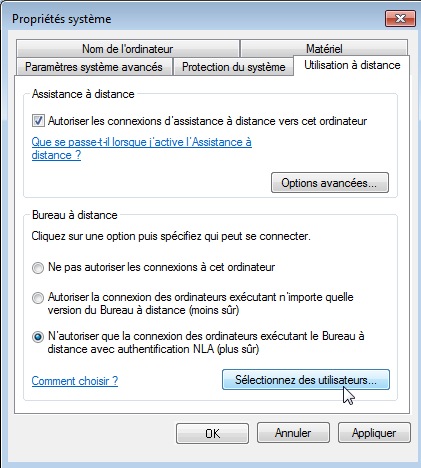 Propriétés système
Nom de l'ordinateur
Matériel
Paramètres système avancés
Protection du système
Utilisation à distance
Assistance à distance
Autoriser les connexions d'assistance à distance vers cet ordinateur
Que se passe-t-il lorsque j'active l'Assistance à
distance ?
Options avancées...
Bureau à distance
Cliquez sur une option puis spécifiez qui peut se connecter.
Ne pas autoriser les connexions à cet ordinateur
Autoriser la connexion des ordinateurs exécutant n'importe quelle
version du Bureau à distance (moins sûr)
N'autoriser que la connexion des ordinateurs exécutant le Bureau à
distance avec authentification NLA (plus sûr)
Comment choisir ?
Sélectionnez des utilisateurs...
OK
Annuler
Appliquer